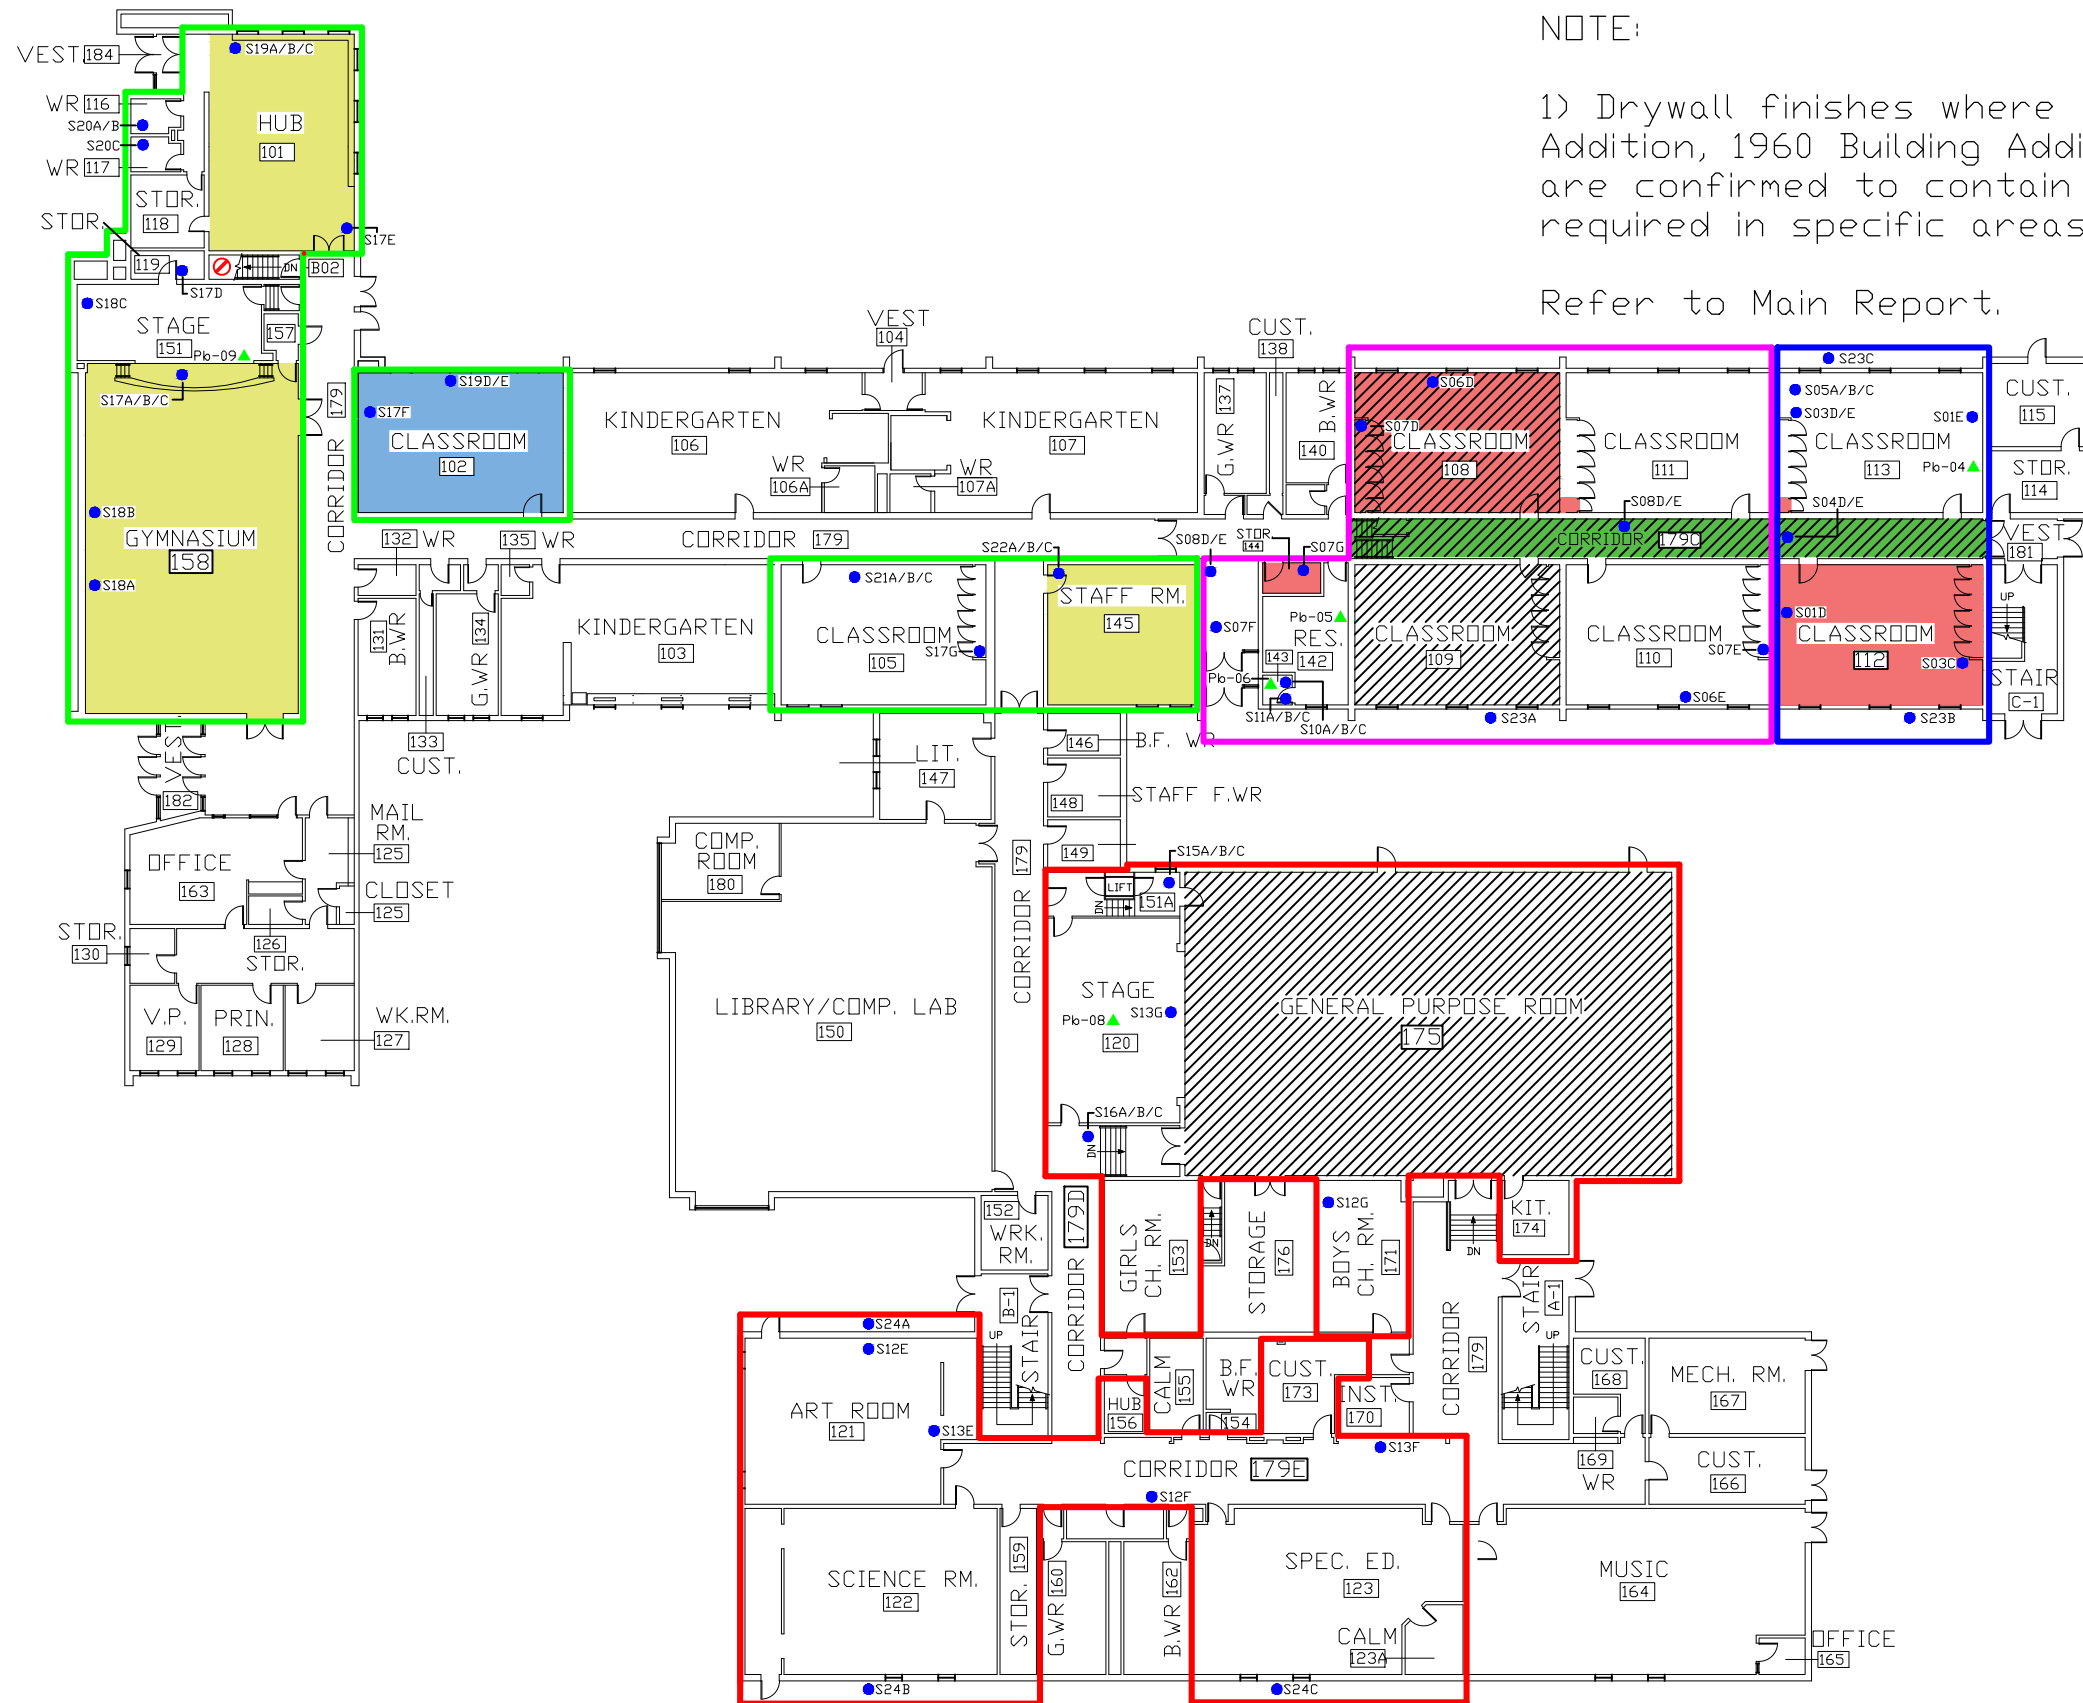 NOTE:
1) Drywall finishes where
Addition, 1960 Building Addi
are confirmed to contain
required in specific areas
Refer to Main Report.
VEST.
184
S19A/B/C
WR
116
S20A/B
HUB
101
S20C
WR
117
STOR.
118
STOR.
S17E
119
DN
B02
S17D
S18C
STAGE
151
157
Pb-09
S17A/B/C
179
CORRIDOR
S18B
GYMNASIUM
158
S18A
VEST
182
S19D/E
S17F
CLASSROOM
102
KINDERGARTEN
106
VEST
104
KINDERGARTEN
107
WR
106A
WR
107A
CUST.
138
137
G.WR
B.WR
140
S06D
S07D
CLASSROOM
108
CLASSROOM
111
S23C
S05A/B/C
S03D/E
S01E
CLASSROOM
113
Pb-04
CUST.
115
STOR.
114
S08D/E
S04D/E
132 WR
135 WR
CORRIDOR
179
S22A/B/C
S08D/E
STOR.
144
S07G
CORRIDOR
179C
VEST
181
131
B.WR
134
G.WR
133
CUST.
KINDERGARTEN
103
S21A/B/C
CLASSROOM
105
S17G
STAFF RM.
145
S07F
Pb-05
RES.
142
143
Pb-06
S11A/B/C
S10A/B/C
CLASSROOM
109
S23A
CLASSROOM
110
S07E
S06E
S01D
CLASSROOM
112
S03C
S23B
UP
STAIR
C-1
146
B.F. WR
LIT.
147
148
STAFF F.WR
149
MAIL
RM.
125
OFFICE
163
CLOSET
125
STOR.
130
126
STOR.
V.P.
129
PRIN.
128
WK.RM.
127
COMP.
ROOM
180
179
CORRIDOR
LIBRARY/COMP. LAB
150
S15A/B/C
LIFT
151A
DN
STAGE
S13G
Pb-08
120
GENERAL PURPOSE ROOM
175
S16A/B/C
DN
152
WRK.
RM.
179D
CORRIDOR
GIRLS
CH. RM.
153
DN
STORAGE
176
S12G
BOYS
CH. RM.
171
DN
KIT.
174
B-1
STAIR
UP
STAIR
A-1
UP
CORRIDOR
179
S24A
S12E
ART ROOM
121
S13E
HUB
156
CALM
155
B.F.
WR
154
CUST.
173
INST.
170
S13F
CUST.
168
MECH. RM.
167
169
WR
CUST.
166
CORRIDOR
179E
S12F
SCIENCE RM.
122
159
STOR.
160
G.WR
162
B.WR
SPEC. ED.
123
CALM
123A
MUSIC
164
OFFICE
165
S24B
S24C